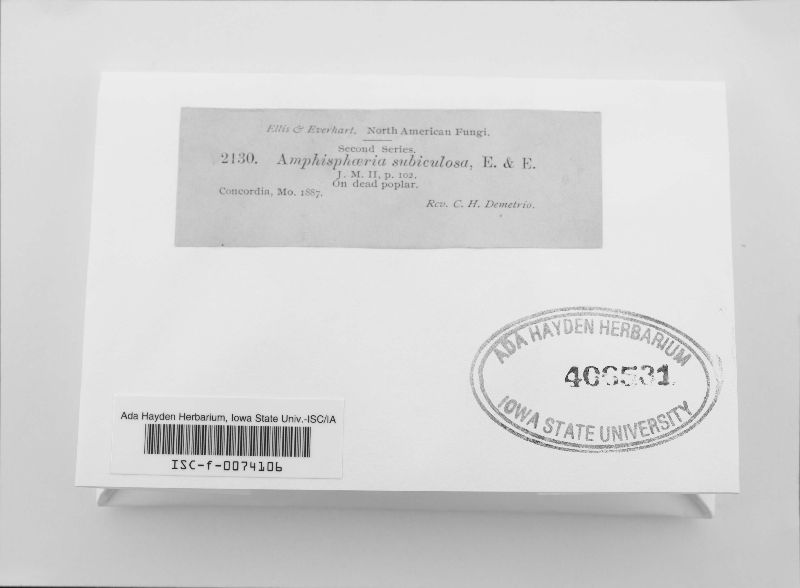 Ellis & Everhart. North American Fungi.
Second Series.
2130. Amphisphæria subiculosa, E. & E.
J. M. II, p. 102.
On dead poplar.
Concordia, Mo. 1887.
Rev. C. H. Demetrio.
ADA HAYDEN HERBARIUM
406531
IOWA STATE UNIVERSITY
Ada Hayden Herbarium, Iowa State Univ.-ISC/IA
ISC-f-0074106